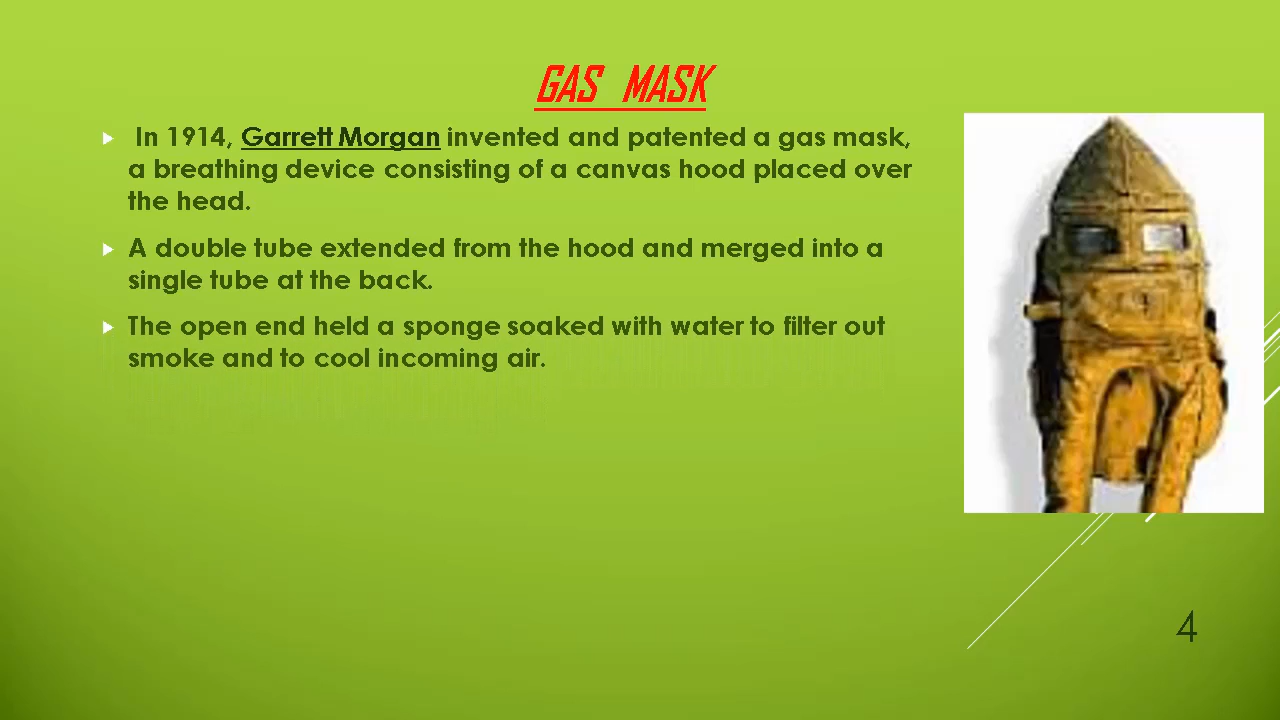 GAS MASK
In 1914, Garrett Morgan invented and patented a gas mask,
a breathing device consisting of a canvas hood placed over
the head.
A double tube extended from the hood and merged into a
single tube at the back.
The open end held a sponge soaked with water to filter out
smoke and to cool incoming air.
4